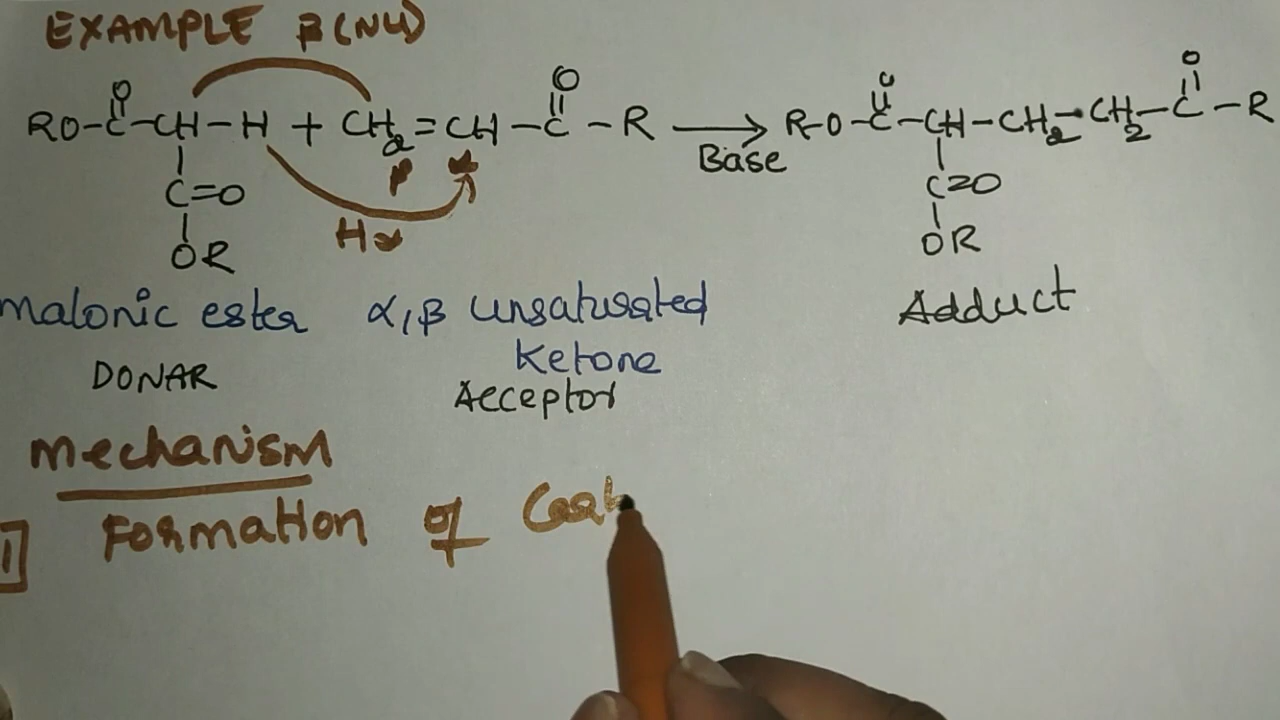 EXAMPLE β(NU)
O O O O
RO-C-CH-H + CH2=CH-C-R → R-O-C-CH-CH2-CH2-C-R
Base
β α
C=O C=O
Hα
OR OR
malonic ester α,β unsaturated Adduct
Ketone
DONAR Acceptor
mechanism
1] Formation of